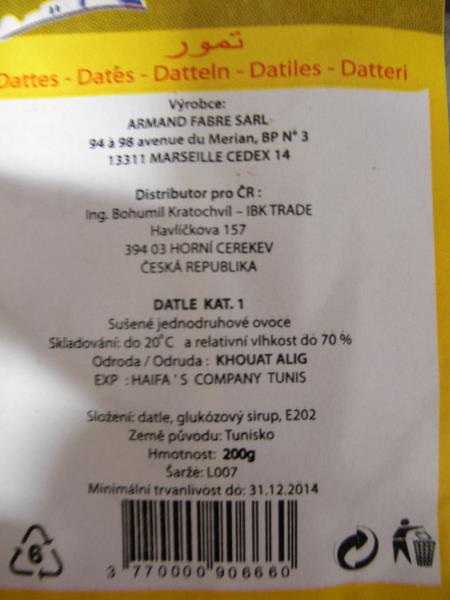 تمور
Dattes - Dates - Datteln - Datiles - Datteri
Výrobce:
ARMAND FABRE SARL
94 à 98 avenue du Merian, BP N° 3
13311 MARSEILLE CEDEX 14
Distributor pro ČR :
Ing. Bohumil Kratochvíl – IBK TRADE
Havlíčkova 157
394 03 HORNÍ CEREKEV
ČESKÁ REPUBLIKA
DATLE KAT. 1
Sušené jednodruhové ovoce
Skladování: do 20°C a relativní vlhkost do 70 %
Odroda / Odruda : KHOUAT ALIG
EXP : HAIFA ' S COMPANY TUNIS
Složení: datle, glukózový sirup, E202
Země původu: Tunisko
Hmotnost: 200g
Šarže: L007
Minimální trvanlivost do: 31.12.2014
6
3 770000 906660